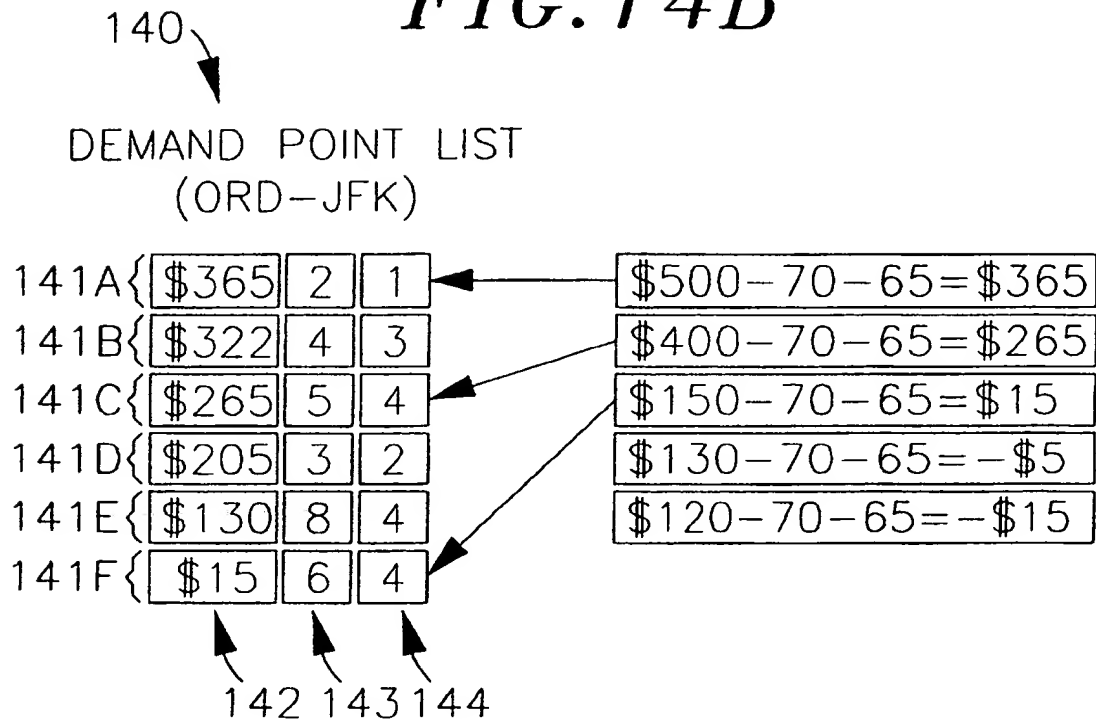 FIG. 14B
140
DEMAND POINT LIST
(ORD-JFK)
141A{ $365 2 1 $500-70-65=$365
141B{ $322 4 3 $400-70-65=$265
141C{ $265 5 4 $150-70-65=$15
141D{ $205 3 2 $130-70-65=-$5
141E{ $130 8 4 $120-70-65=-$15
141F{ $15 6 4
142 143 144